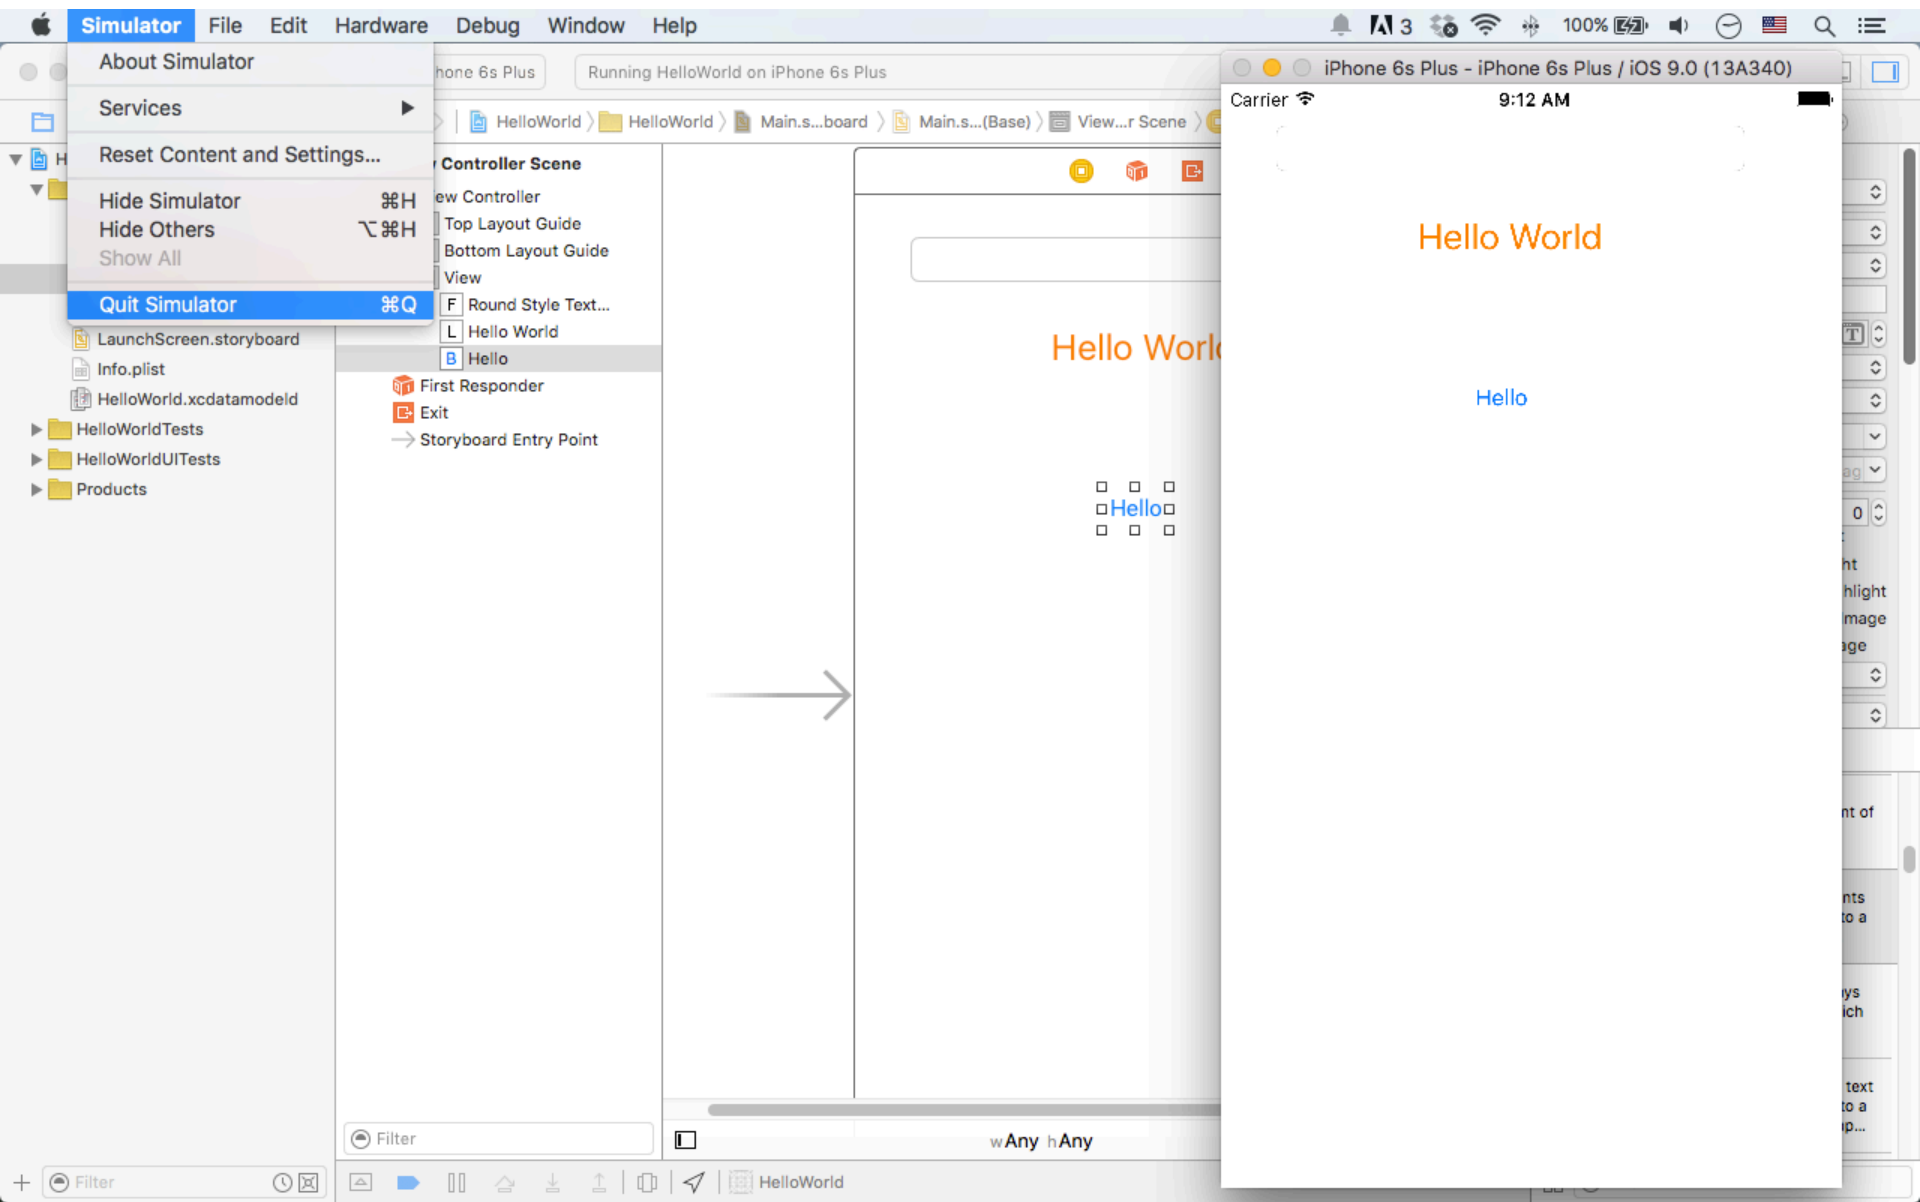 Simulator File Edit Hardware Debug Window Help
3 100%
About Simulator
Services
Reset Content and Settings...
Hide Simulator ⌘H
Hide Others ⌥⌘H
Show All
Quit Simulator ⌘Q
hone 6s Plus
Running HelloWorld on iPhone 6s Plus
HelloWorld HelloWorld Main.s...board Main.s...(Base) View...r Scene
H
LaunchScreen.storyboard
Info.plist
HelloWorld.xcdatamodeld
HelloWorldTests
HelloWorldUITests
Products
Filter
Controller Scene
ew Controller
Top Layout Guide
Bottom Layout Guide
View
F Round Style Text...
L Hello World
B Hello
First Responder
Exit
Storyboard Entry Point
Filter
Hello World
Hello
wAny hAny
HelloWorld
iPhone 6s Plus - iPhone 6s Plus / iOS 9.0 (13A340)
Carrier 9:12 AM
Hello World
Hello
T
ag
0
ht
hlight
mage
age
nt of
nts
to a
ys
ich
text
to a
up...